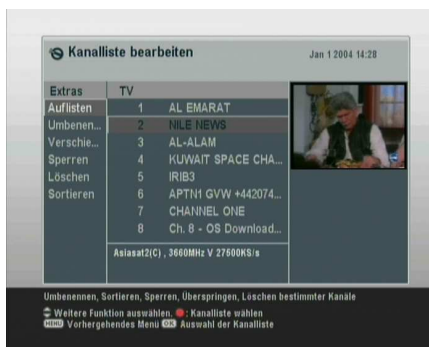 Kanalliste bearbeiten
Jan 1 2004 14:28
Extras
TV
Auflisten
1 AL EMARAT
Umbenen...
2 NILE NEWS
Verschie...
3 AL-ALAM
Sperren
4 KUWAIT SPACE CHA...
Löschen
5 IRIB3
Sortieren
6 APTN1 GVW +442074...
7 CHANNEL ONE
8 Ch. 8 - OS Download...
Asiasat2(C) , 3660MHz V 27500KS/s
Umbenennen, Sortieren, Sperren, Überspringen, Löschen bestimmter Kanäle
Weitere Funktion auswählen. : Kanalliste wählen
MENU Vorhergehendes Menu OK Auswahl der Kanalliste